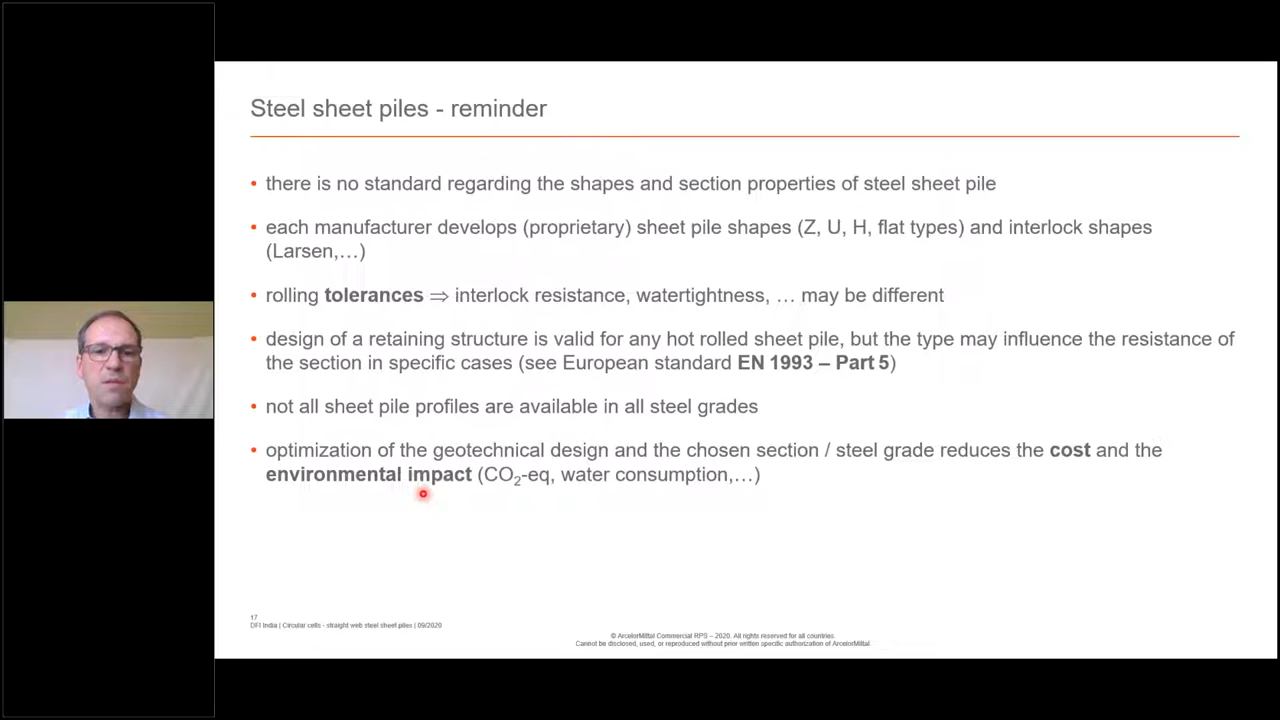 Steel sheet piles - reminder
• there is no standard regarding the shapes and section properties of steel sheet pile
• each manufacturer develops (proprietary) sheet pile shapes (Z, U, H, flat types) and interlock shapes
(Larsen,…)
• rolling tolerances ⇒ interlock resistance, watertightness, … may be different
• design of a retaining structure is valid for any hot rolled sheet pile, but the type may influence the resistance of
the section in specific cases (see European standard EN 1993 – Part 5)
• not all sheet pile profiles are available in all steel grades
• optimization of the geotechnical design and the chosen section / steel grade reduces the cost and the
environmental impact (CO₂-eq, water consumption,…)
17
DFI India | Circular cells - straight web steel sheet piles | 09/2020
© ArcelorMittal Commercial RPS – 2020. All rights reserved for all countries.
Cannot be disclosed, used, or reproduced without prior written specific authorization of ArcelorMittal